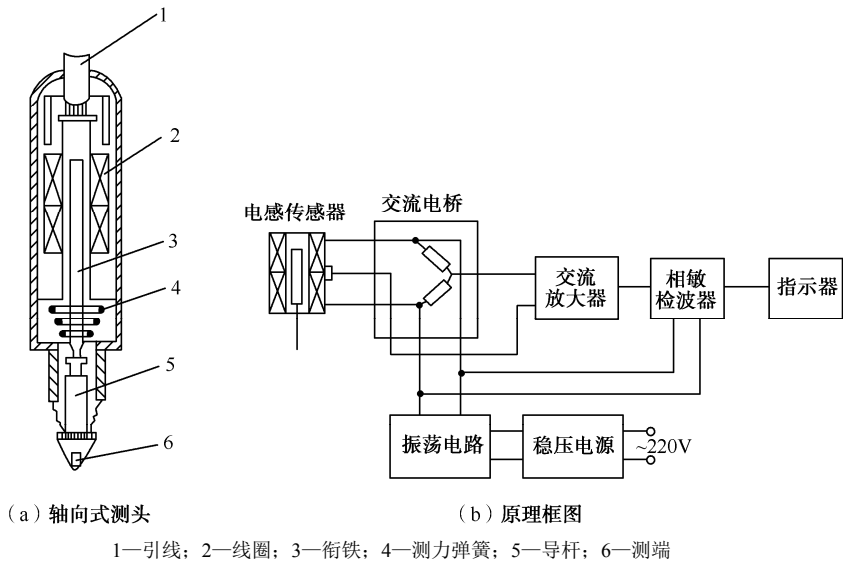 1
2
3
4
5
6
电感传感器
交流电桥
交流
放大器
相敏
检波器
指示器
振荡电路
稳压电源
~220V
（a）轴向式测头
（b）原理框图
1—引线；2—线圈；3—衔铁；4—测力弹簧；5—导杆；6—测端